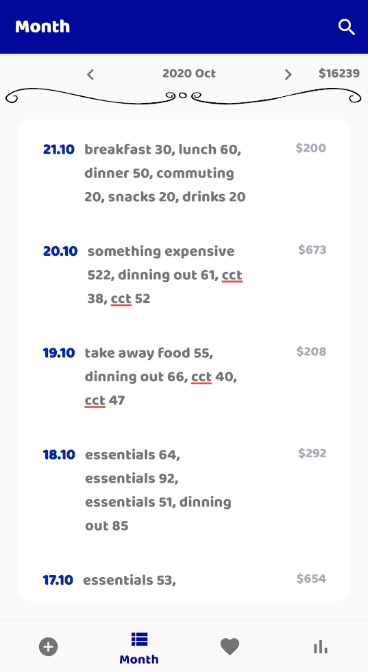 Month
2020 Oct
$16239
21.10 breakfast 30, lunch 60, $200
dinner 50, commuting
20, snacks 20, drinks 20
20.10 something expensive $673
522, dinning out 61, cct
38, cct 52
19.10 take away food 55, $208
dinning out 66, cct 40,
cct 47
18.10 essentials 64, $292
essentials 92,
essentials 51, dinning
out 85
17.10 essentials 53, $654
Month